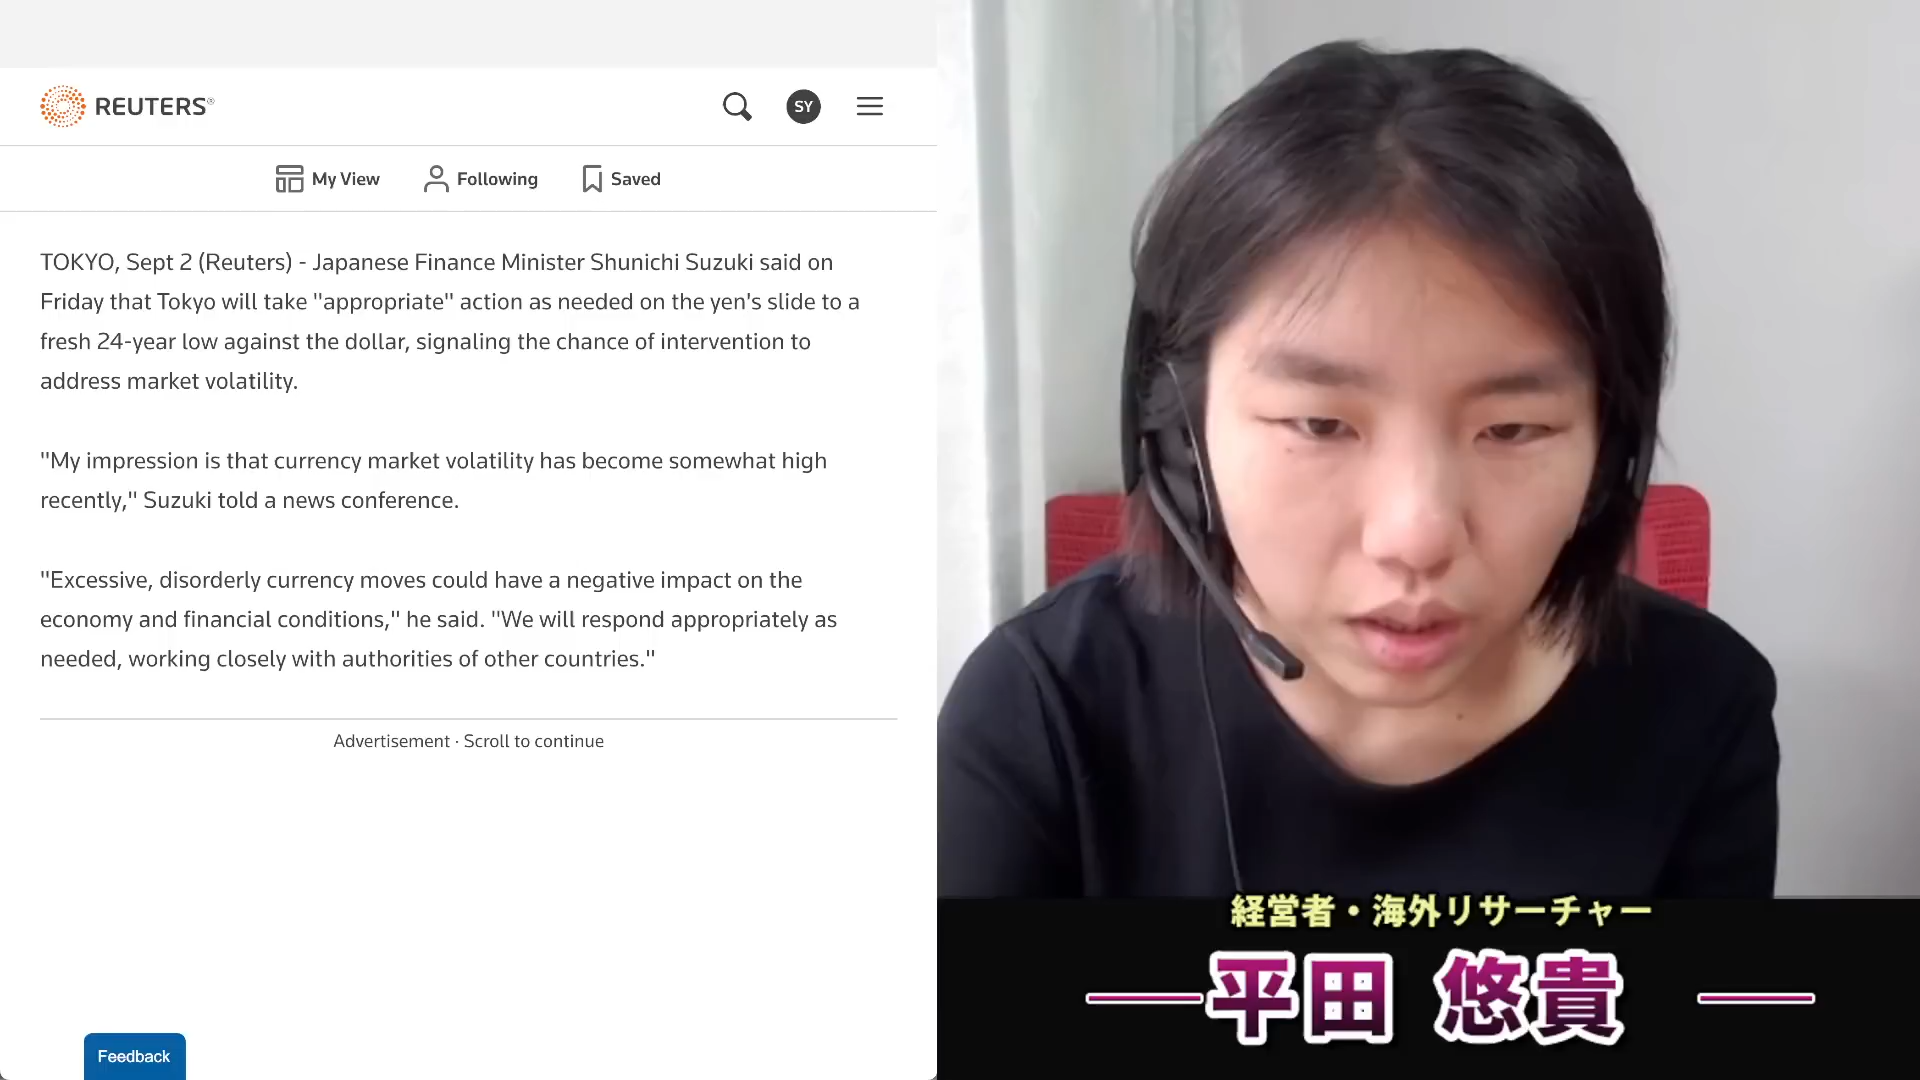 REUTERS®
SY
My View
Following
Saved
TOKYO, Sept 2 (Reuters) - Japanese Finance Minister Shunichi Suzuki said on
Friday that Tokyo will take "appropriate" action as needed on the yen's slide to a
fresh 24-year low against the dollar, signaling the chance of intervention to
address market volatility.
"My impression is that currency market volatility has become somewhat high
recently," Suzuki told a news conference.
"Excessive, disorderly currency moves could have a negative impact on the
economy and financial conditions," he said. "We will respond appropriately as
needed, working closely with authorities of other countries."
Advertisement · Scroll to continue
Feedback
経営者・海外リサーチャー
平田 悠貴